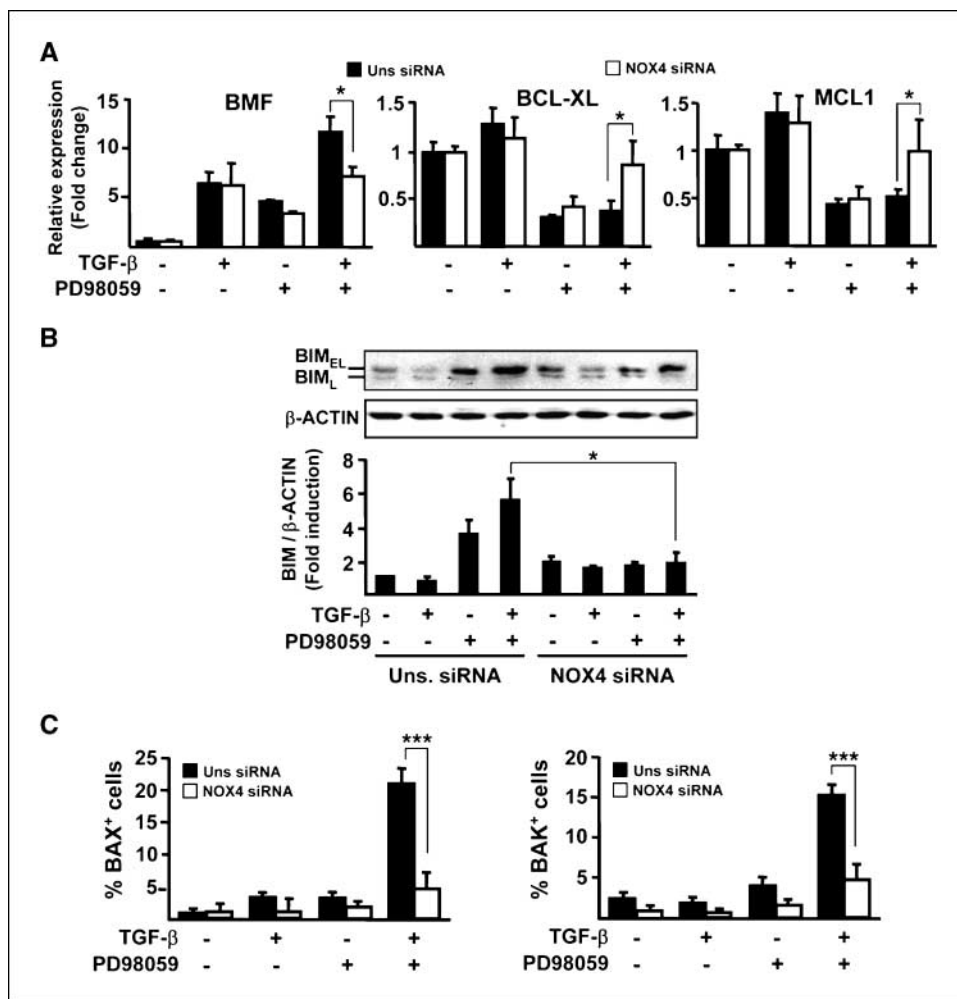 A
Uns siRNA
NOX4 siRNA
BMF
BCL-XL
MCL1
Relative expression
(Fold change)
15
10
5
1.5
1
0.5
1.5
1
0.5
*
*
*
TGF-β - + - + - + - + - + - +
PD98059 - - + + - - + + - - + +
B
BIMEL
BIML
β-ACTIN
BIM / β-ACTIN
(Fold induction)
8
6
4
2
*
TGF-β - + - + - + - +
PD98059 - - + + - - + +
Uns. siRNA
NOX4 siRNA
C
% BAX+ cells
25
20
15
10
5
Uns siRNA
NOX4 siRNA
***
TGF-β - + - +
PD98059 - - + +
% BAK+ cells
20
15
10
5
Uns siRNA
NOX4 siRNA
***
TGF-β - + - +
PD98059 - - + +